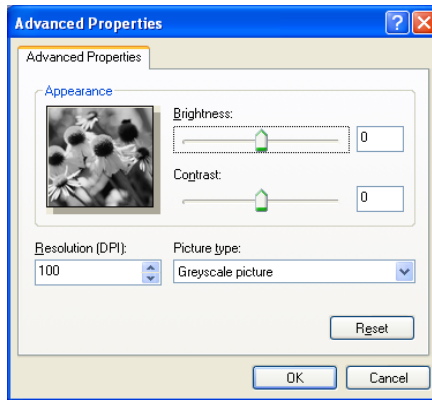 Advanced Properties
Advanced Properties
Appearance
Brightness:
0
Contrast:
0
Resolution (DPI):
Picture type:
100
Greyscale picture
Reset
OK
Cancel